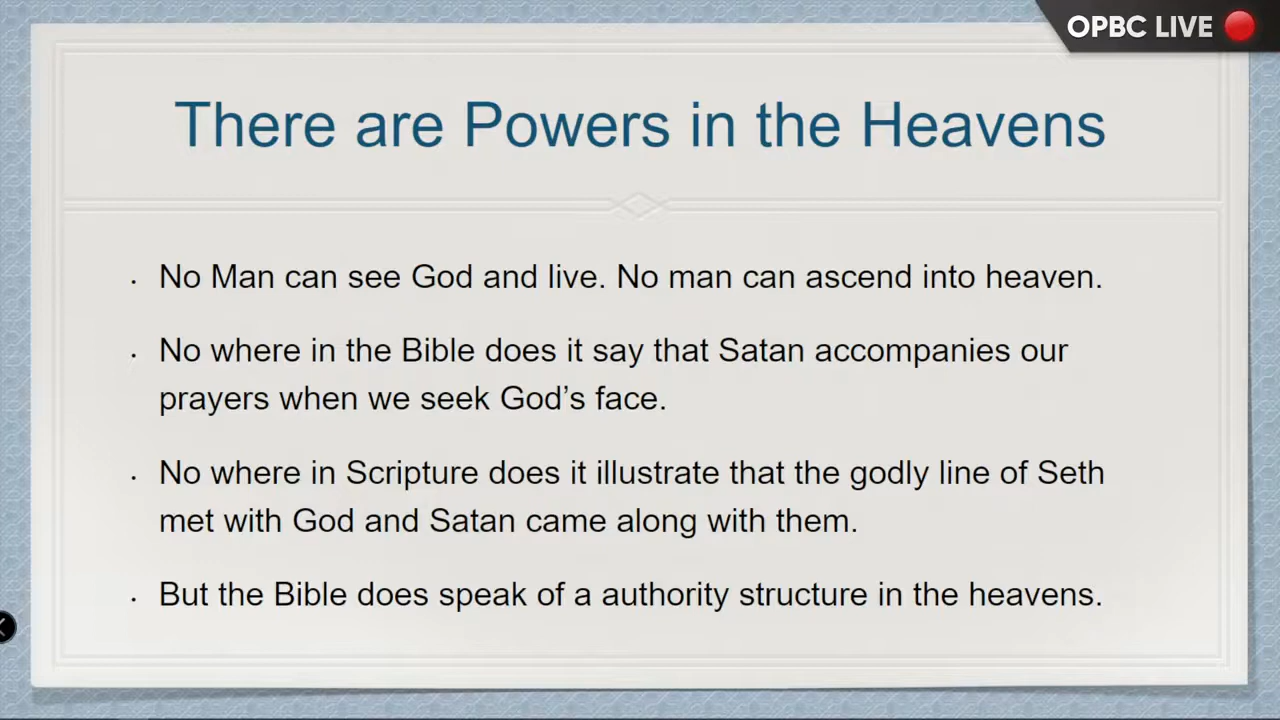 OPBC LIVE
There are Powers in the Heavens
· No Man can see God and live. No man can ascend into heaven.
· No where in the Bible does it say that Satan accompanies our
prayers when we seek God’s face.
· No where in Scripture does it illustrate that the godly line of Seth
met with God and Satan came along with them.
· But the Bible does speak of a authority structure in the heavens.